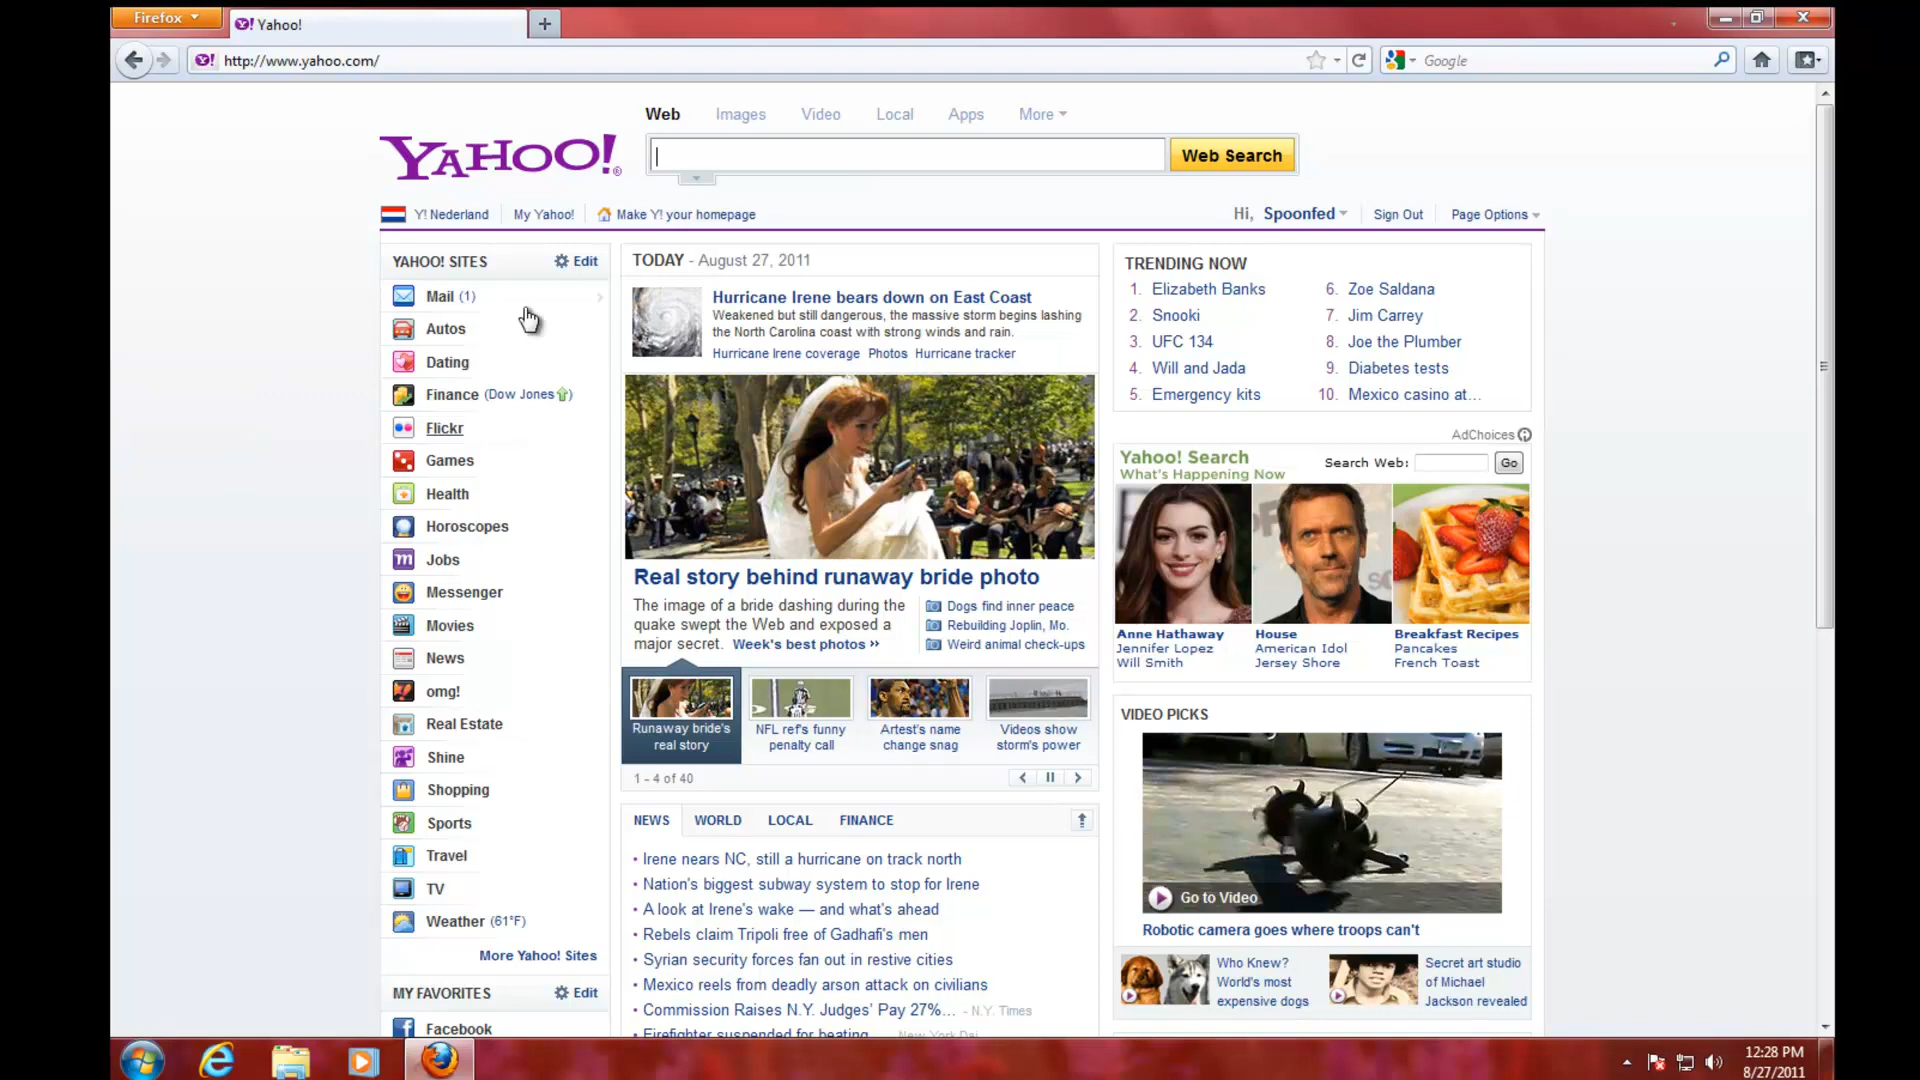 Firefox
Yahoo!
http://www.yahoo.com/
Google
Web Images Video Local Apps More
YAHOO!
Web Search
Y! Nederland My Yahoo! Make Y! your homepage
Hi, Spoonfed Sign Out Page Options
YAHOO! SITES Edit
Mail (1)
Autos
Dating
Finance (Dow Jones)
Flickr
Games
Health
Horoscopes
Jobs
Messenger
Movies
News
omg!
Real Estate
Shine
Shopping
Sports
Travel
TV
Weather (61°F)
More Yahoo! Sites
MY FAVORITES Edit
Facebook
TODAY - August 27, 2011
Hurricane Irene bears down on East Coast
Weakened but still dangerous, the massive storm begins lashing
the North Carolina coast with strong winds and rain.
Hurricane Irene coverage Photos Hurricane tracker
Real story behind runaway bride photo
The image of a bride dashing during the
quake swept the Web and exposed a
major secret. Week's best photos »
Dogs find inner peace
Rebuilding Joplin, Mo.
Weird animal check-ups
Runaway bride's
real story
NFL ref's funny
penalty call
Artest's name
change snag
Videos show
storm's power
1 - 4 of 40
NEWS WORLD LOCAL FINANCE
• Irene nears NC, still a hurricane on track north
• Nation's biggest subway system to stop for Irene
• A look at Irene's wake — and what's ahead
• Rebels claim Tripoli free of Gadhafi's men
• Syrian security forces fan out in restive cities
• Mexico reels from deadly arson attack on civilians
• Commission Raises N.Y. Judges' Pay 27%... - N.Y. Times
• Firefighter suspended for beating
TRENDING NOW
1. Elizabeth Banks
2. Snooki
3. UFC 134
4. Will and Jada
5. Emergency kits
6. Zoe Saldana
7. Jim Carrey
8. Joe the Plumber
9. Diabetes tests
10. Mexico casino at...
AdChoices
Yahoo! Search
What's Happening Now
Search Web: Go
Anne Hathaway
Jennifer Lopez
Will Smith
House
American Idol
Jersey Shore
Breakfast Recipes
Pancakes
French Toast
VIDEO PICKS
Go to Video
Robotic camera goes where troops can't
Who Knew?
World's most
expensive dogs
Secret art studio
of Michael
Jackson revealed
12:28 PM
8/27/2011